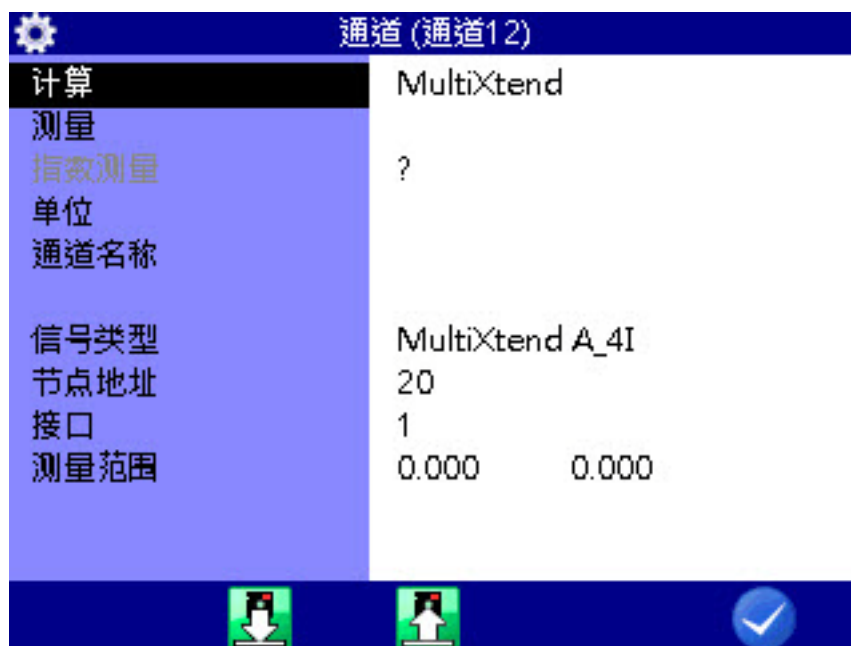 通道 (通道12)
计算 MultiXtend
测量
指数测量 ?
单位
通道名称
信号类型 MultiXtend A_4I
节点地址 20
接口 1
测量范围 0.000 0.000